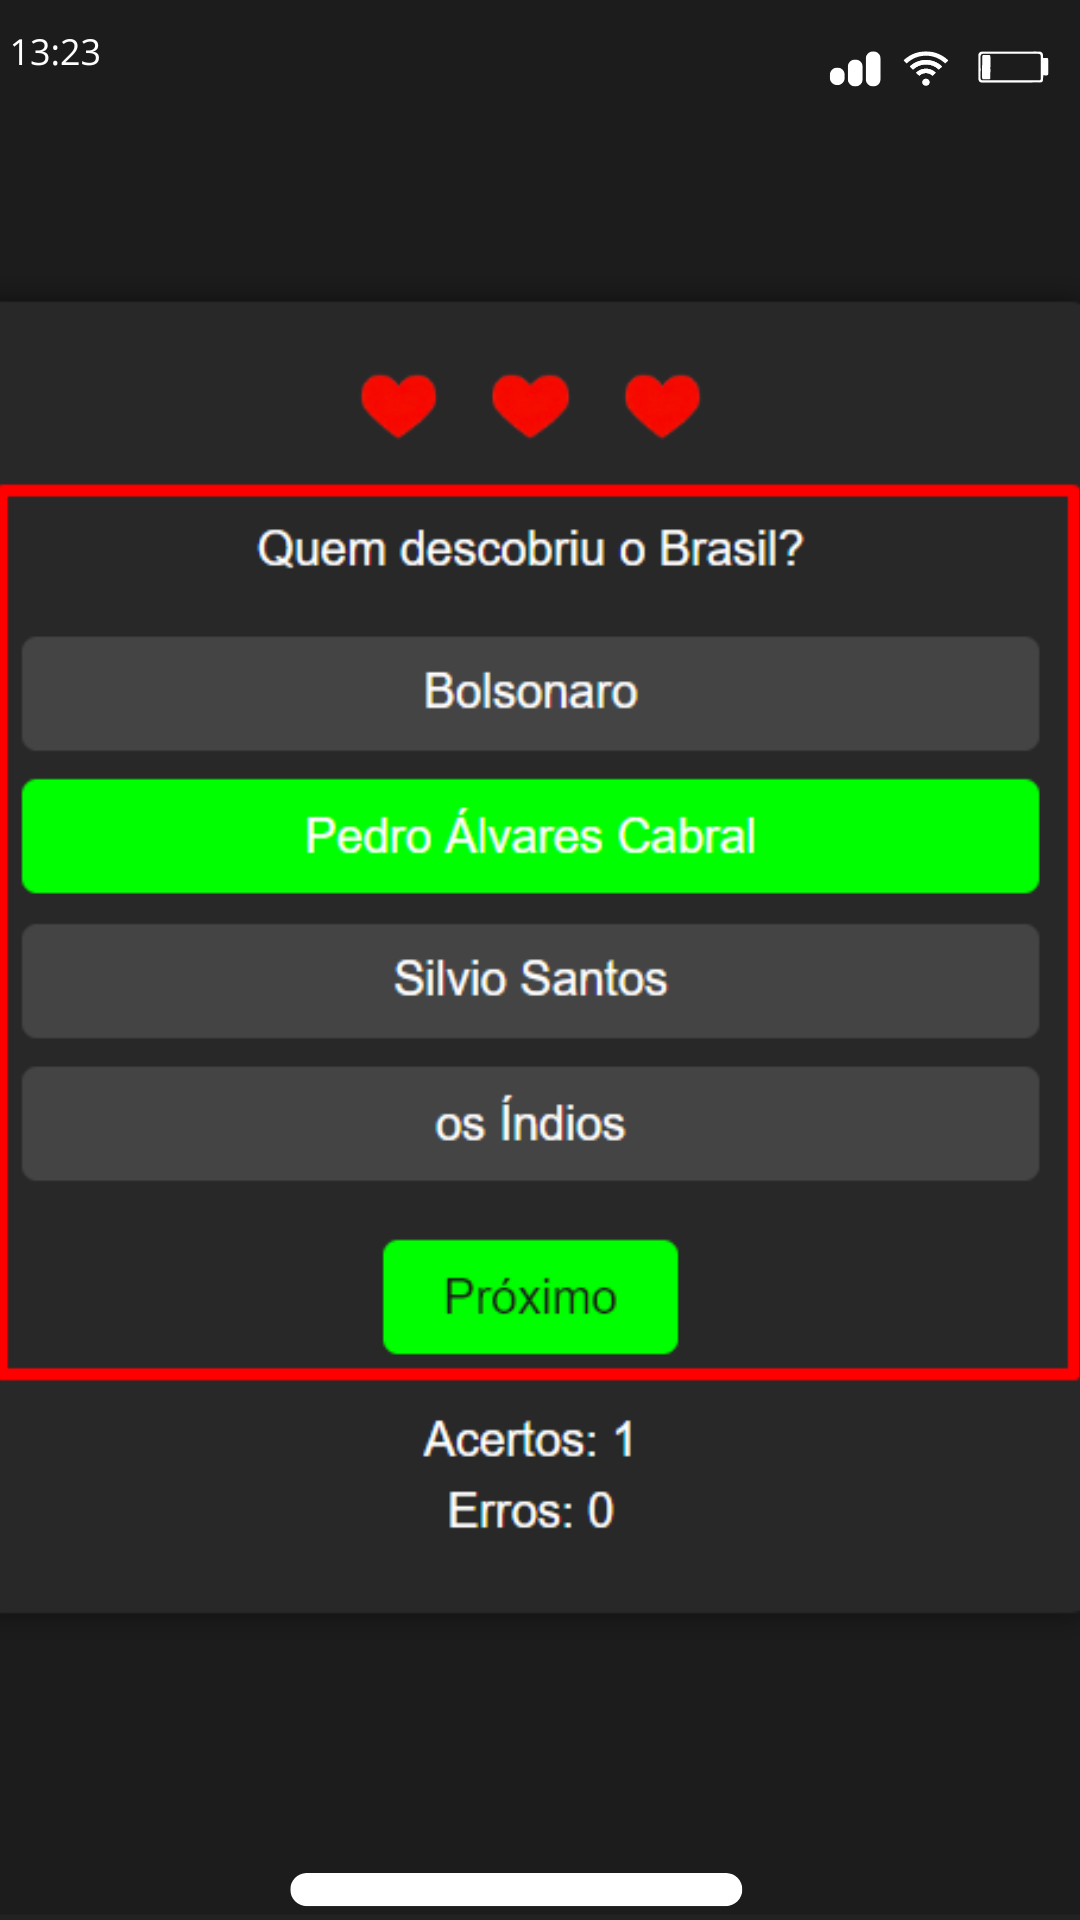 13:23
Quem descobriu o Brasil?
Bolsonaro
Pedro Álvares Cabral
Silvio Santos
os Índios
Próximo
Acertos: 1
Erros: 0